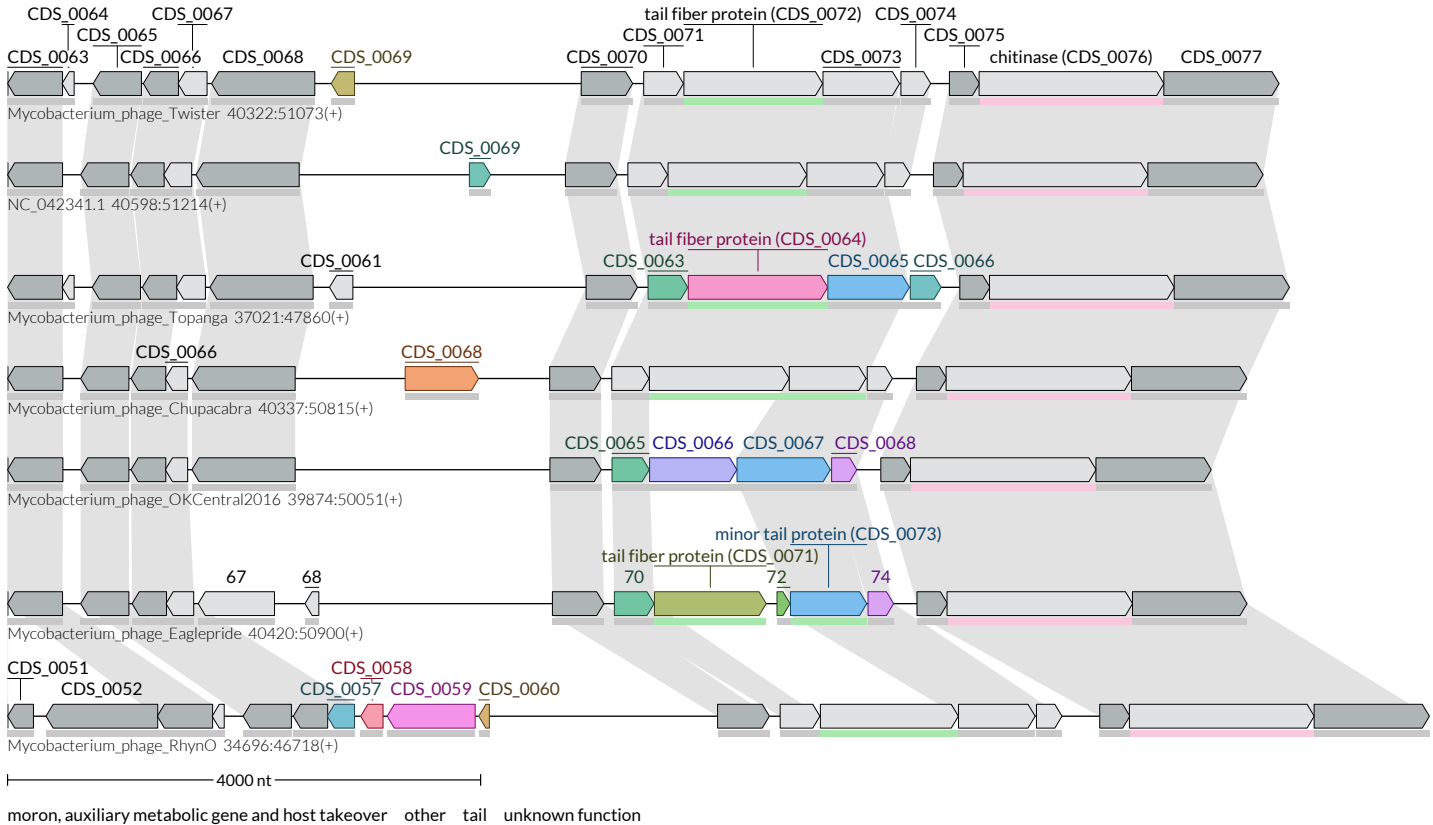 CDS_0064 CDS_0067 tail fiber protein (CDS_0072) CDS_0074
CDS_0065 CDS_0071 CDS_0075
CDS_0063 CDS_0066 CDS_0068 CDS_0069 CDS_0070 CDS_0073 chitinase (CDS_0076) CDS_0077
Mycobacterium_phage_Twister 40322:51073(+)
CDS_0069
NC_042341.1 40598:51214(+)
tail fiber protein (CDS_0064)
CDS_0061 CDS_0063 CDS_0065 CDS_0066
Mycobacterium_phage_Topanga 37021:47860(+)
CDS_0066 CDS_0068
Mycobacterium_phage_Chupacabra 40337:50815(+)
CDS_0065 CDS_0066 CDS_0067 CDS_0068
Mycobacterium_phage_OKCentral2016 39874:50051(+)
minor tail protein (CDS_0073)
tail fiber protein (CDS_0071)
67 68 70 72 74
Mycobacterium_phage_Eaglepride 40420:50900(+)
CDS_0051 CDS_0058
CDS_0052 CDS_0057 CDS_0059 CDS_0060
Mycobacterium_phage_RhynO 34696:46718(+)
4000 nt
moron, auxiliary metabolic gene and host takeover other tail unknown function